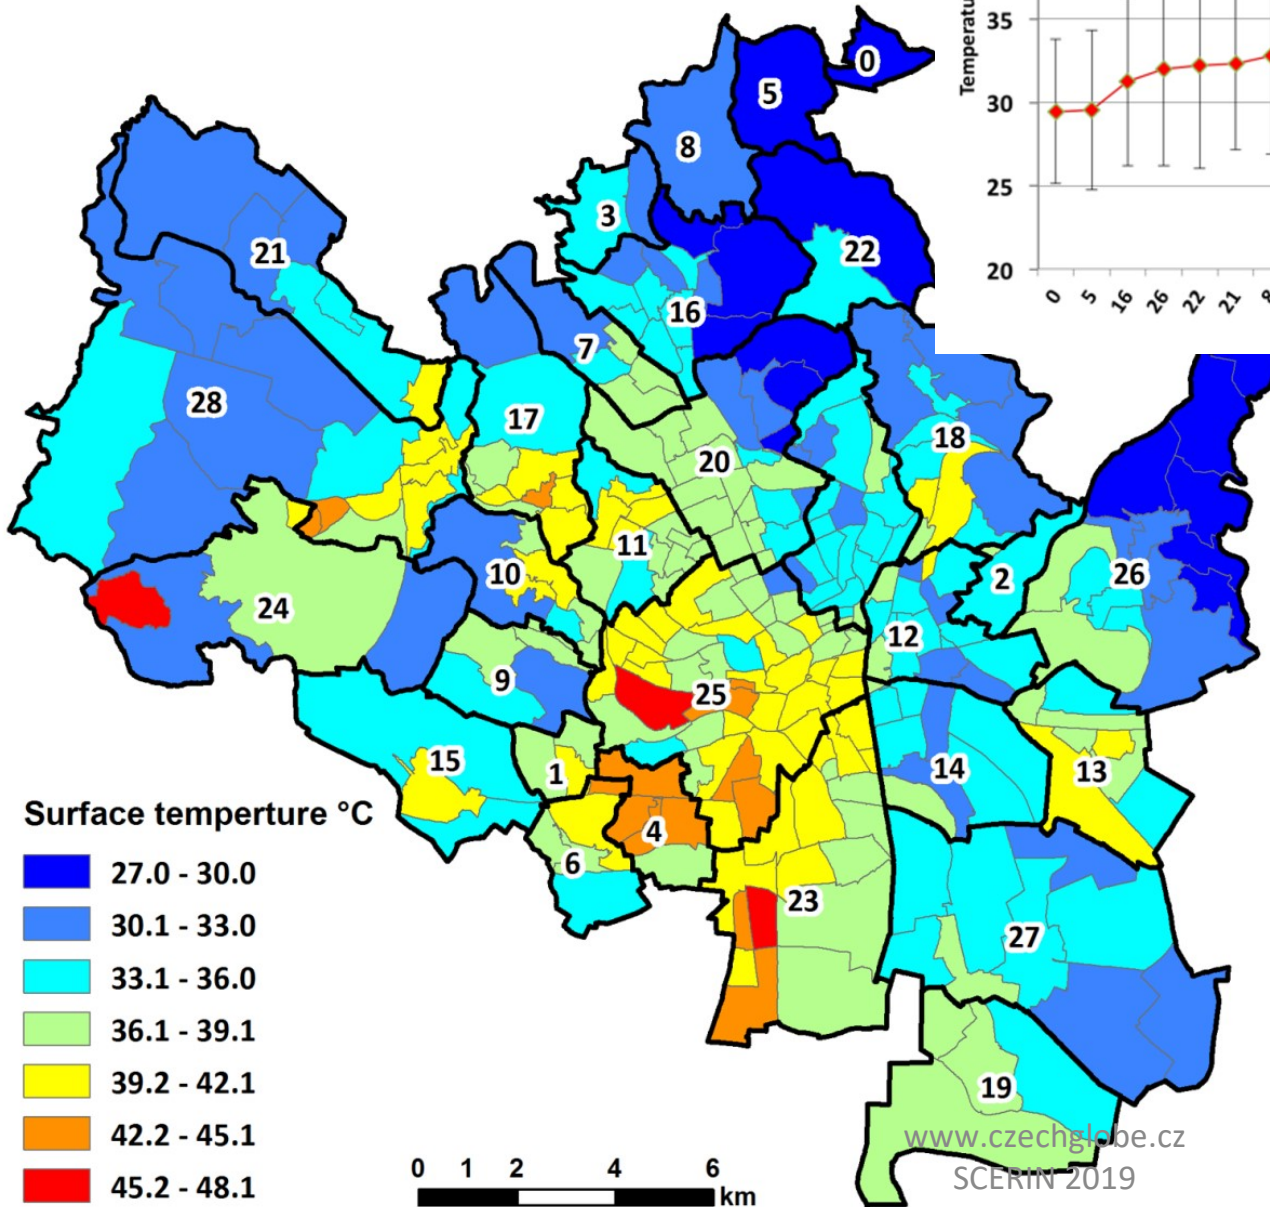 Temperatu
35
30
25
20
0 5 16 26 22 21 8
0
5
8
3
22
21
16
7
28
17
18
20
11
10
2
26
24
12
9
25
15
1
14
13
4
6
23
27
19
Surface temperture °C
27.0 - 30.0
30.1 - 33.0
33.1 - 36.0
36.1 - 39.1
39.2 - 42.1
42.2 - 45.1
45.2 - 48.1
0 1 2 4 6
km
www.czechglobe.cz
SCERIN 2019